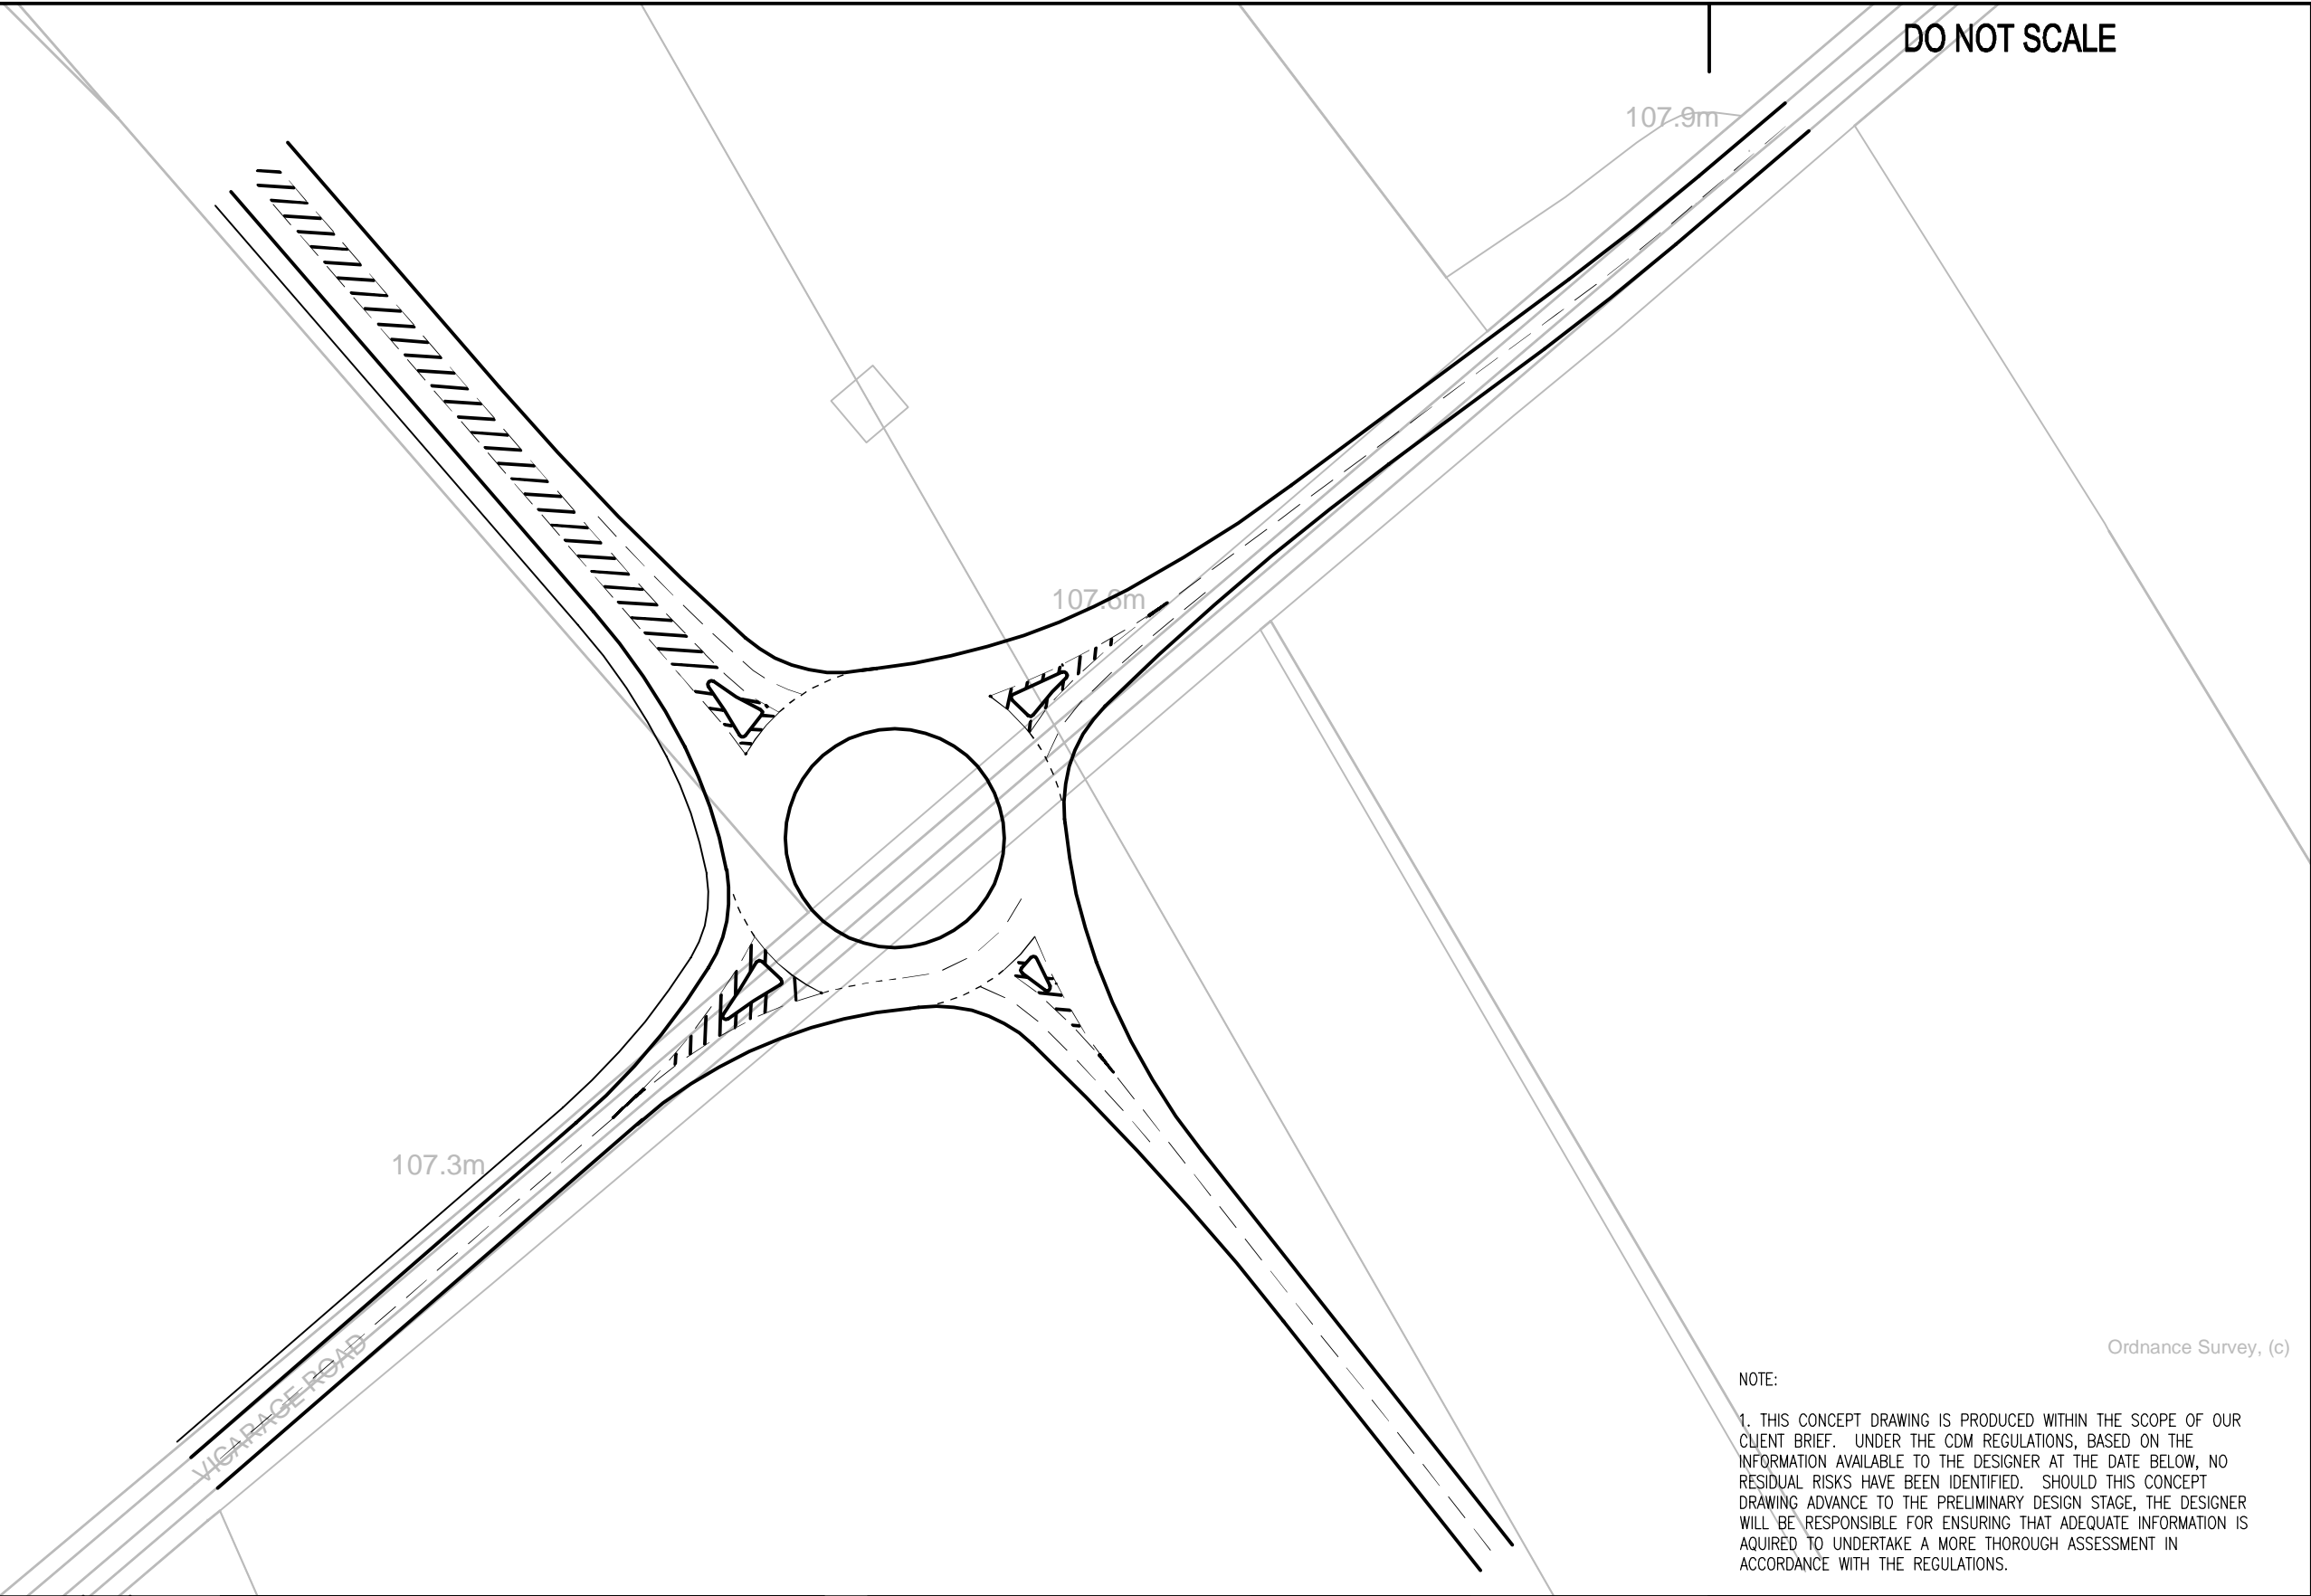 DO NOT SCALE
107.9m
107.6m
107.3m
VICARAGE ROAD
Ordnance Survey, (c)
NOTE:
1. THIS CONCEPT DRAWING IS PRODUCED WITHIN THE SCOPE OF OUR
CLIENT BRIEF. UNDER THE CDM REGULATIONS, BASED ON THE
INFORMATION AVAILABLE TO THE DESIGNER AT THE DATE BELOW, NO
RESIDUAL RISKS HAVE BEEN IDENTIFIED. SHOULD THIS CONCEPT
DRAWING ADVANCE TO THE PRELIMINARY DESIGN STAGE, THE DESIGNER
WILL BE RESPONSIBLE FOR ENSURING THAT ADEQUATE INFORMATION IS
AQUIRED TO UNDERTAKE A MORE THOROUGH ASSESSMENT IN
ACCORDANCE WITH THE REGULATIONS.